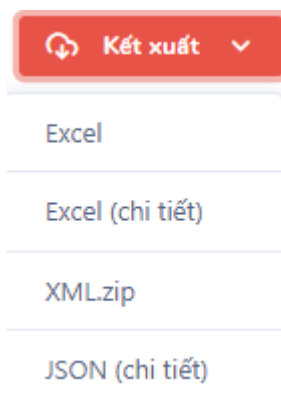 Kết xuất
Excel
Excel (chi tiết)
XML.zip
JSON (chi tiết)